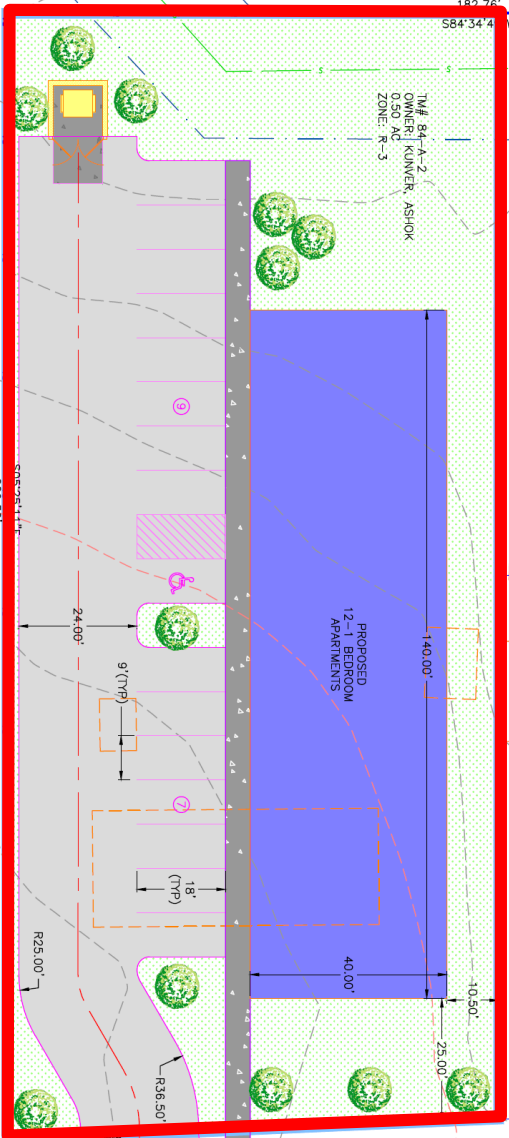 182.76'
S84°34'4
S
S
TM# 84-A-2
OWNER: KUNVER, ASHOK
0.50 AC
ZONE: R-3
9
140.00'
PROPOSED
12-1 BEDROOM
APARTMENTS
24.00'
9'(TYP)
7
18'
(TYP)
40.00'
10.50'
25.00'
R25.00'
R36.50'